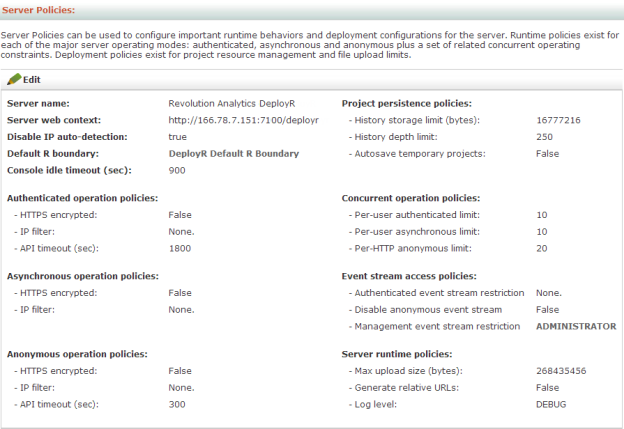 Server Policies:
Server Policies can be used to configure important runtime behaviors and deployment configurations for the server. Runtime policies exist for
each of the major server operating modes: authenticated, asynchronous and anonymous plus a set of related concurrent operating
constraints. Deployment policies exist for project resource management and file upload limits.
Edit
Server name: Revolution Analytics DeployR
Server web context: http://166.78.7.151:7100/deployr
Disable IP auto-detection: true
Default R boundary: DeployR Default R Boundary
Console idle timeout (sec): 900
Project persistence policies:
- History storage limit (bytes): 16777216
- History depth limit: 250
- Autosave temporary projects: False
Authenticated operation policies:
- HTTPS encrypted: False
- IP filter: None.
- API timeout (sec): 1800
Concurrent operation policies:
- Per-user authenticated limit: 10
- Per-user asynchronous limit: 10
- Per-HTTP anonymous limit: 20
Asynchronous operation policies:
- HTTPS encrypted: False
- IP filter: None.
Event stream access policies:
- Authenticated event stream restriction None.
- Disable anonymous event stream False
- Management event stream restriction ADMINISTRATOR
Anonymous operation policies:
- HTTPS encrypted: False
- IP filter: None.
- API timeout (sec): 300
Server runtime policies:
- Max upload size (bytes): 268435456
- Generate relative URLs: False
- Log level: DEBUG